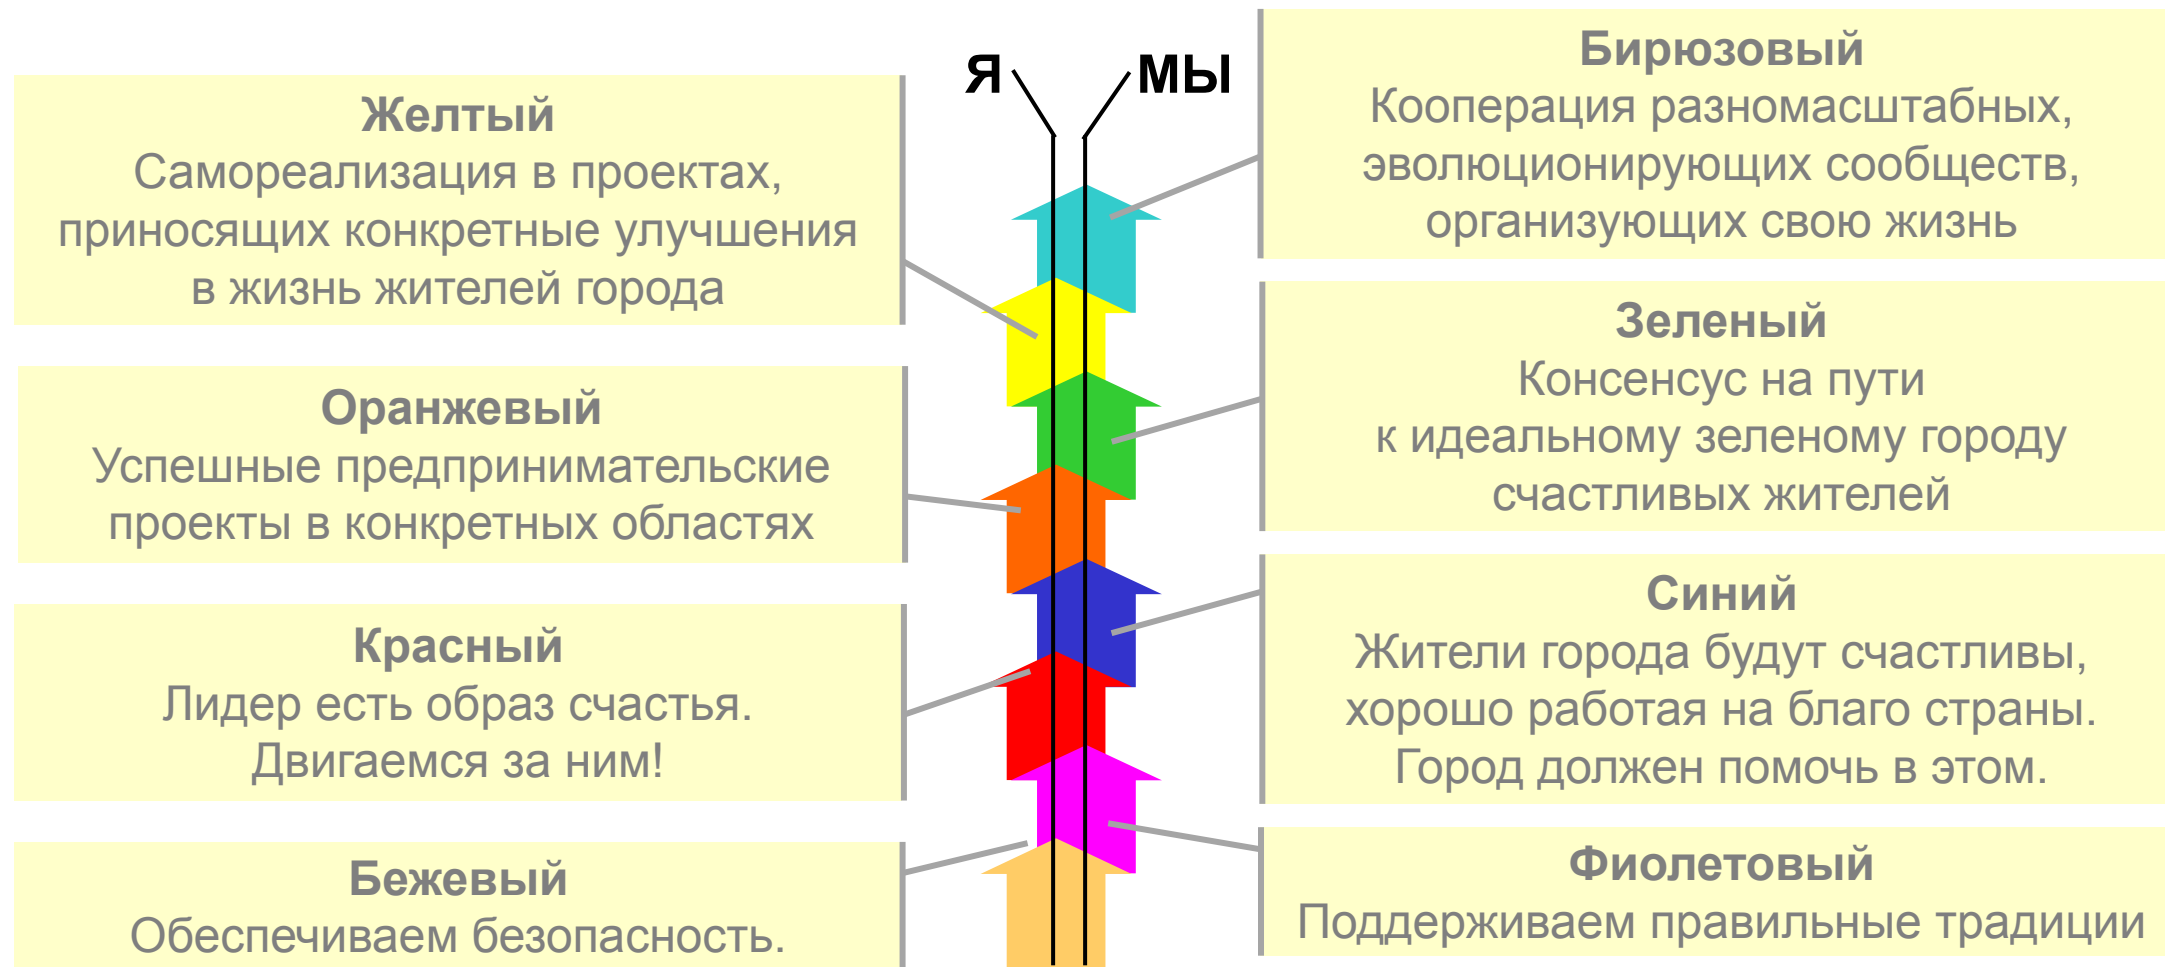 Я
МЫ
Желтый
Самореализация в проектах,
приносящих конкретные улучшения
в жизнь жителей города
Оранжевый
Успешные предпринимательские
проекты в конкретных областях
Красный
Лидер есть образ счастья.
Двигаемся за ним!
Бежевый
Обеспечиваем безопасность.
Бирюзовый
Кооперация разномасштабных,
эволюционирующих сообществ,
организующих свою жизнь
Зеленый
Консенсус на пути
к идеальному зеленому городу
счастливых жителей
Синий
Жители города будут счастливы,
хорошо работая на благо страны.
Город должен помочь в этом.
Фиолетовый
Поддерживаем правильные традиции